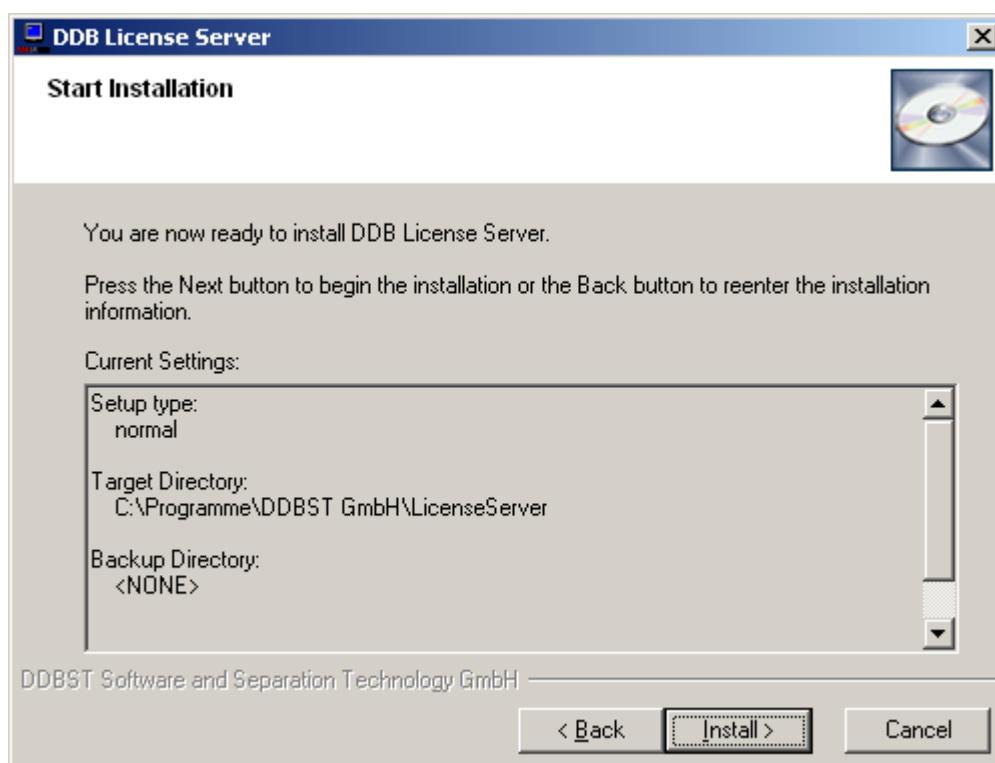 DDB License Server
Start Installation
You are now ready to install DDB License Server.
Press the Next button to begin the installation or the Back button to reenter the installation
information.
Current Settings:
Setup type:
normal
Target Directory:
C:\Programme\DDBST GmbH\LicenseServer
Backup Directory:
<NONE>
DDBST Software and Separation Technology GmbH
< Back
Install >
Cancel